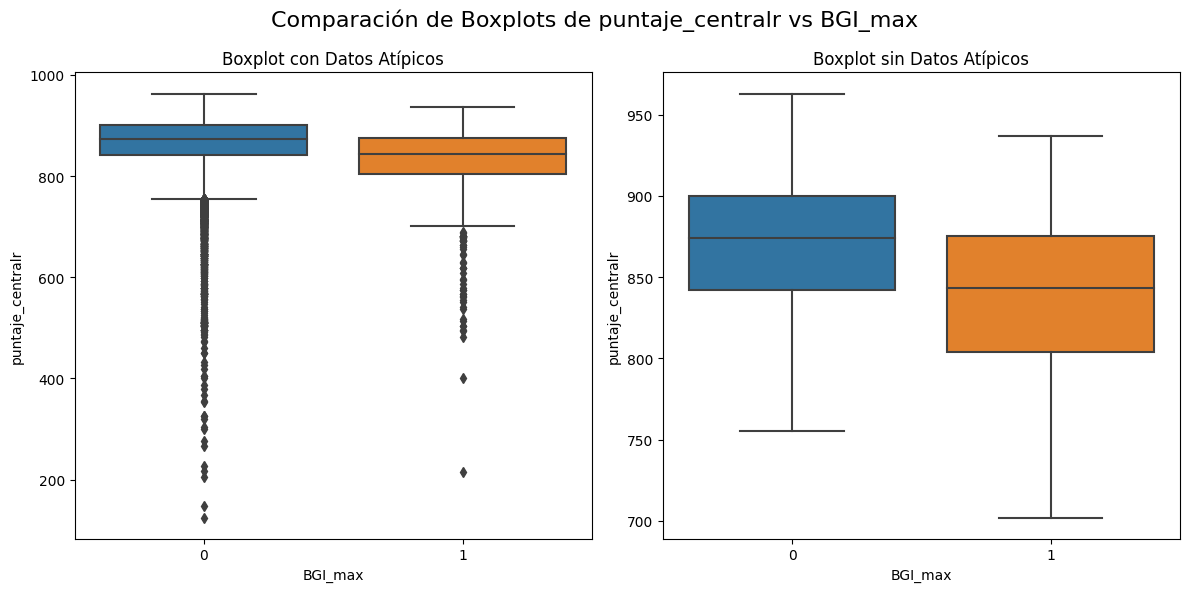 Comparación de Boxplots de puntaje_centralr vs BGI_max
Boxplot con Datos Atípicos
1000
800
600
400
200
puntaje_centralr
0
1
BGI_max
Boxplot sin Datos Atípicos
950
900
850
800
750
700
puntaje_centralr
0
1
BGI_max